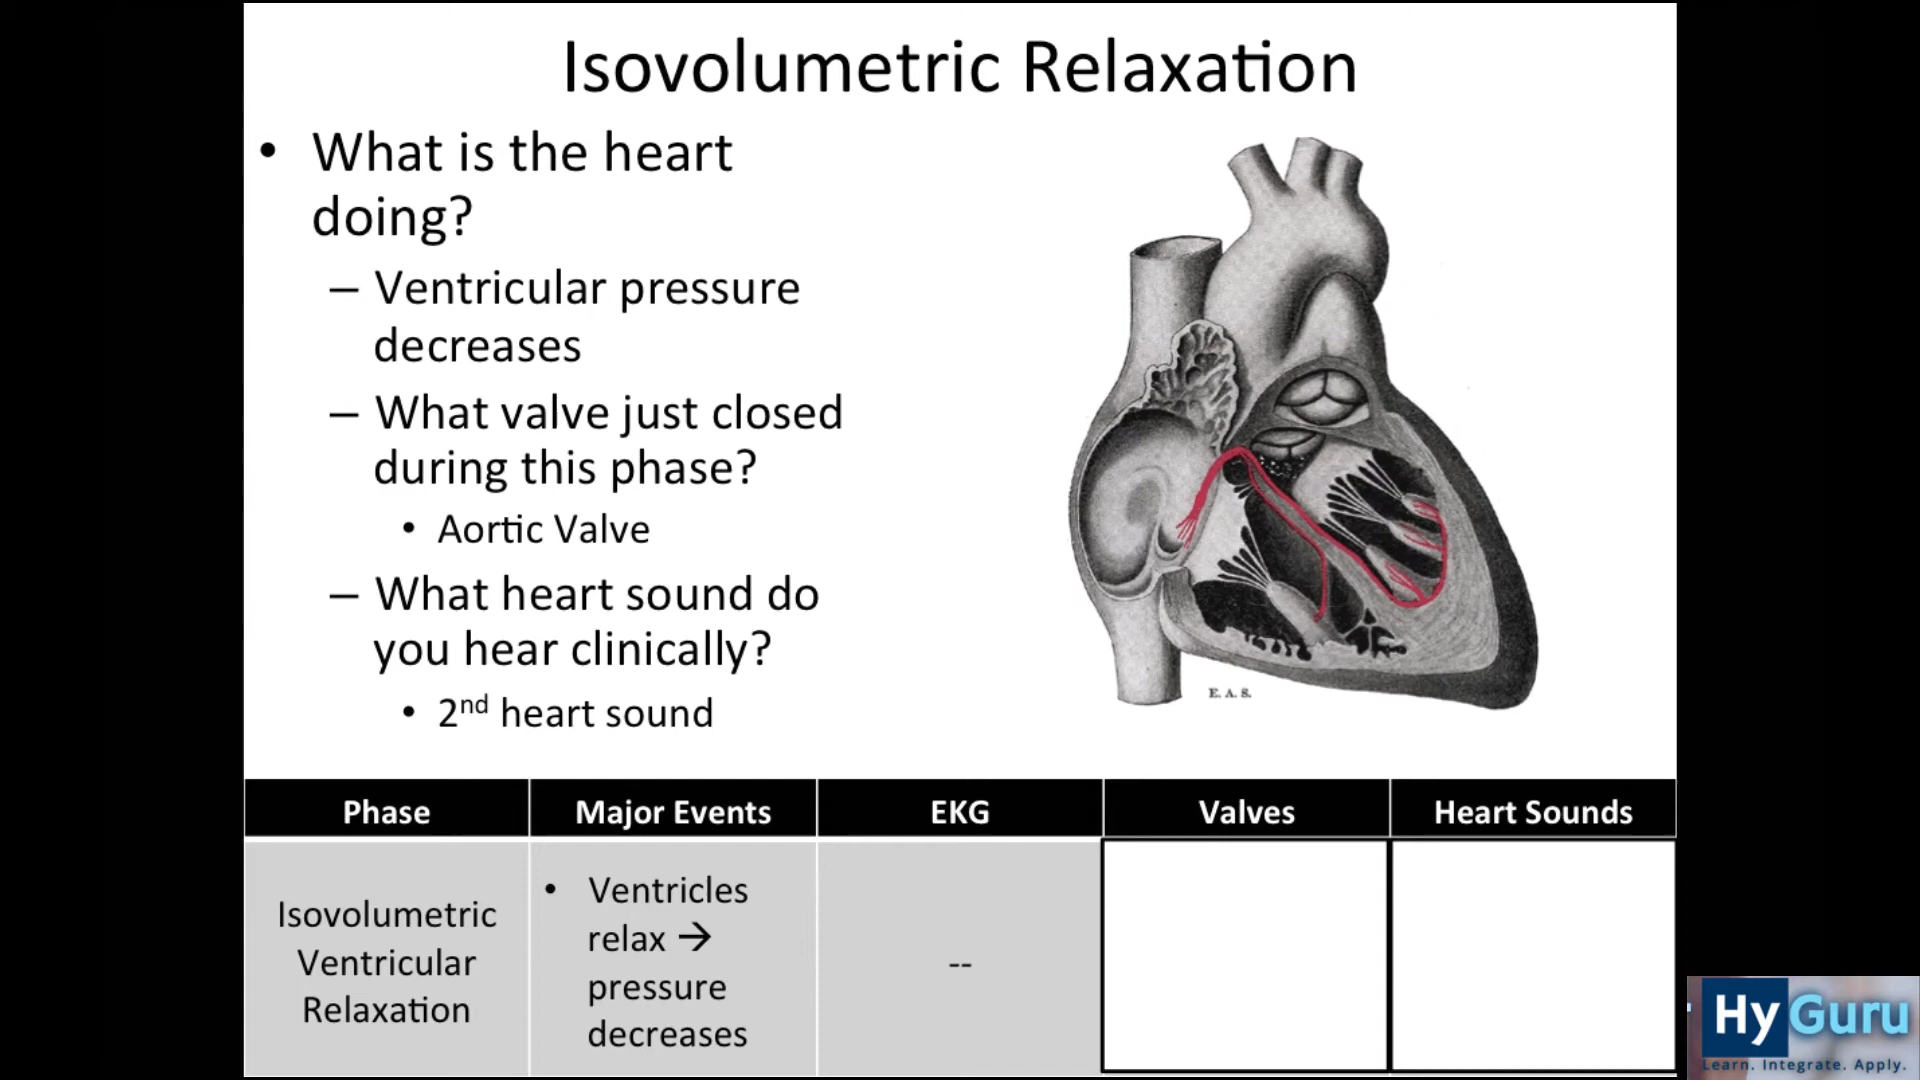 Isovolumetric Relaxation
• What is the heart
doing?
– Ventricular pressure
decreases
– What valve just closed
during this phase?
• Aortic Valve
– What heart sound do
you hear clinically?
• 2nd heart sound
E. A. S.
Phase Major Events EKG Valves Heart Sounds
Isovolumetric
Ventricular
Relaxation
• Ventricles
relax →
pressure
decreases
--
HyGuru
Learn. Integrate. Apply.